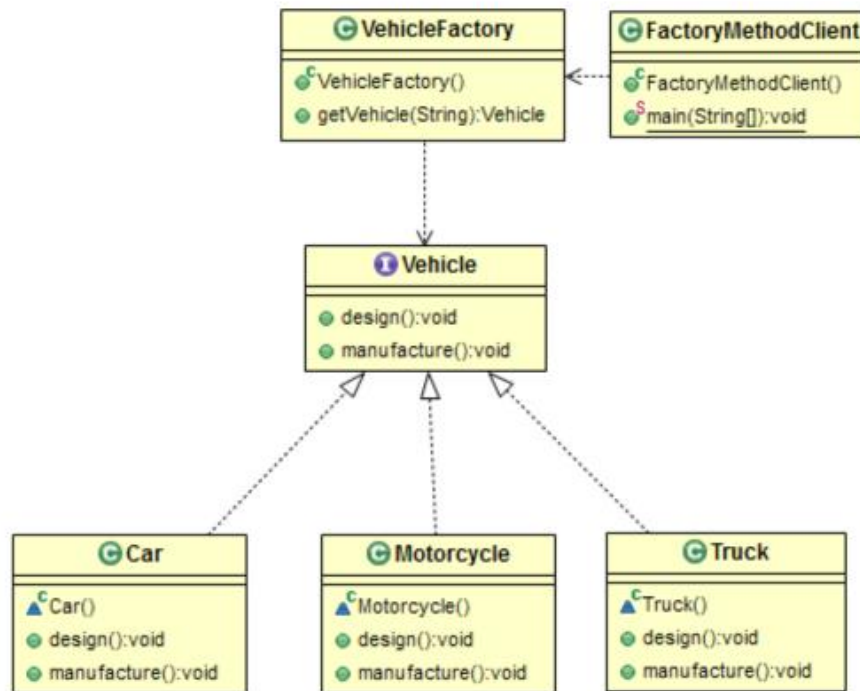 VehicleFactory
VehicleFactory()
getVehicle(String):Vehicle
FactoryMethodClient
FactoryMethodClient()
main(String[]):void
Vehicle
design():void
manufacture():void
Car
Car()
design():void
manufacture():void
Motorcycle
Motorcycle()
design():void
manufacture():void
Truck
Truck()
design():void
manufacture():void